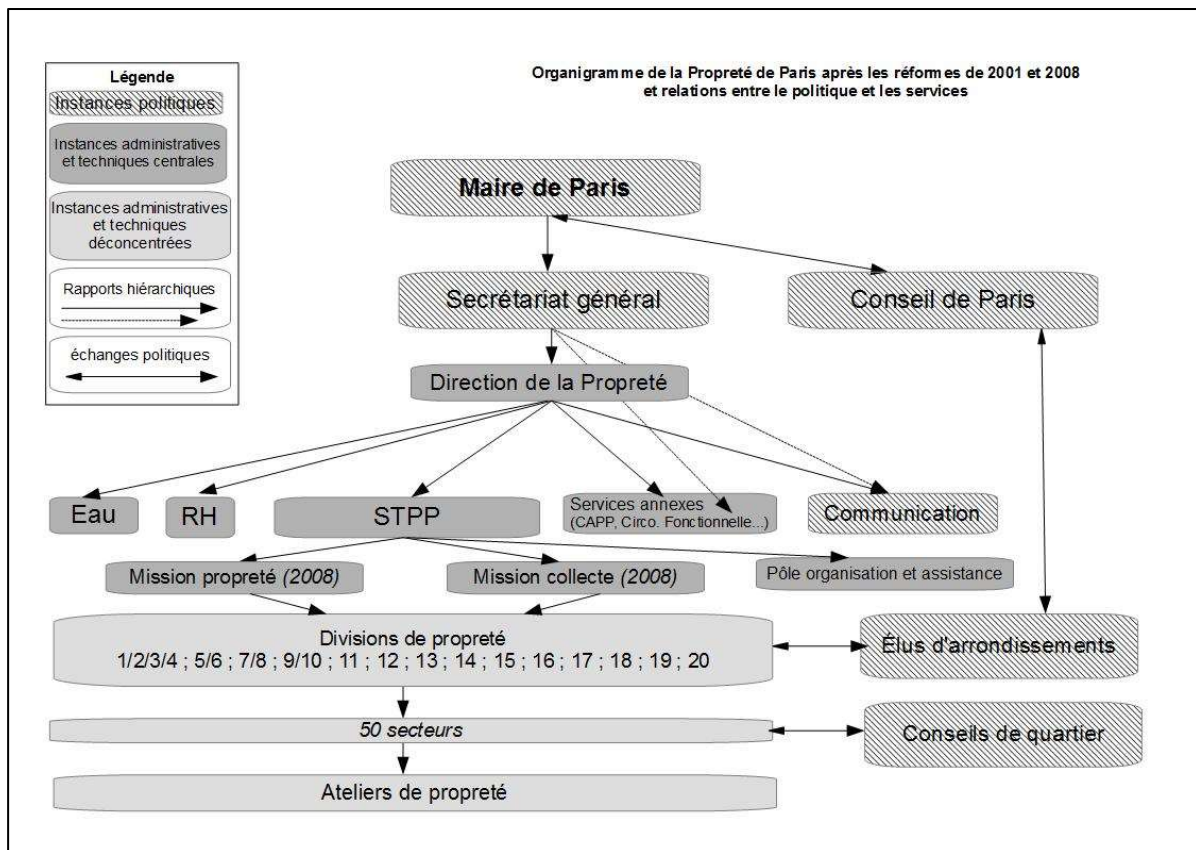 Légende
Instances politiques
Instances administratives
et techniques centrales
Instances administratives
et techniques
déconcentrées
Rapports hiérarchiques
échanges politiques
Organigramme de la Propreté de Paris après les réformes de 2001 et 2008
et relations entre le politique et les services
Maire de Paris
Secrétariat général
Conseil de Paris
Direction de la Propreté
Eau
RH
STPP
Services annexes
(CAPP, Circo. Fonctionnelle...)
Communication
Mission propreté (2008)
Mission collecte (2008)
Pôle organisation et assistance
Divisions de propreté
1/2/3/4 ; 5/6 ; 7/8 ; 9/10 ; 11 ; 12 ; 13 ; 14 ; 15 ; 16 ; 17 ; 18 ; 19 ; 20
Élus d'arrondissements
50 secteurs
Conseils de quartier
Ateliers de propreté